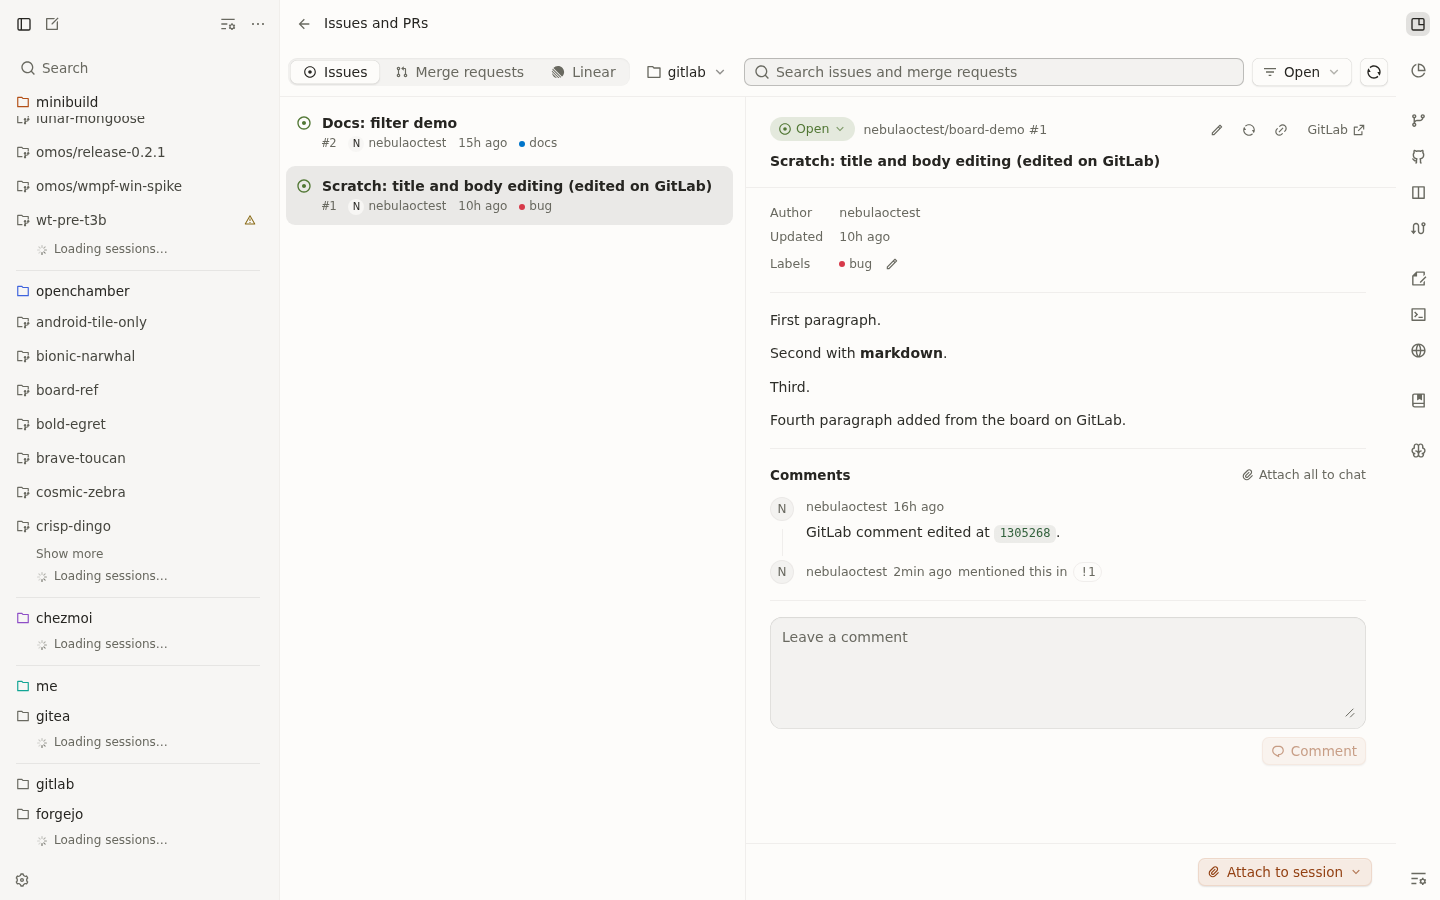 Search
minibuild
lunar-mongoose
omos/release-0.2.1
omos/wmpf-win-spike
wt-pre-t3b
Loading sessions...
openchamber
android-tile-only
bionic-narwhal
board-ref
bold-egret
brave-toucan
cosmic-zebra
crisp-dingo
Show more
Loading sessions...
chezmoi
Loading sessions...
me
gitea
Loading sessions...
gitlab
forgejo
Loading sessions...
Issues and PRs
Issues
Merge requests
Linear
gitlab
Search issues and merge requests
Open
Docs: filter demo
#2 N nebulaoctest 15h ago docs
Scratch: title and body editing (edited on GitLab)
#1 N nebulaoctest 10h ago bug
Open nebulaoctest/board-demo #1 GitLab
Scratch: title and body editing (edited on GitLab)
Author nebulaoctest
Updated 10h ago
Labels bug
First paragraph.
Second with markdown.
Third.
Fourth paragraph added from the board on GitLab.
Comments Attach all to chat
N nebulaoctest 16h ago
GitLab comment edited at 1305268.
N nebulaoctest 2min ago mentioned this in !1
Leave a comment
Comment
Attach to session